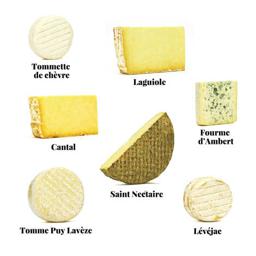 Tommette
de chèvre
Laguiole
Cantal
Fourme
d'Ambert
Saint Nectaire
Tomme Puy Lavèze
Lévéjac